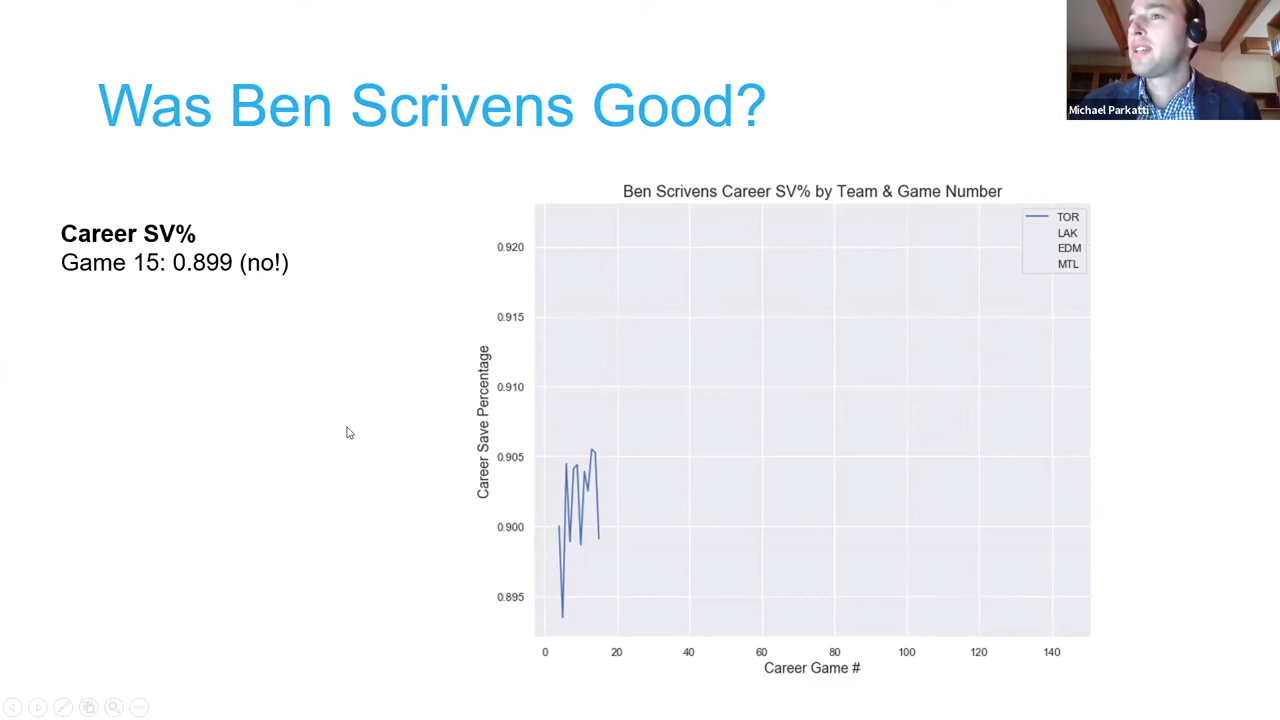 Michael Parkatti
Was Ben Scrivens Good?
Career SV%
Game 15: 0.899 (no!)
Ben Scrivens Career SV% by Team & Game Number
TOR
LAK
EDM
MTL
0.920
0.915
0.910
0.905
0.900
0.895
Career Save Percentage
0 20 40 60 80 100 120 140
Career Game #